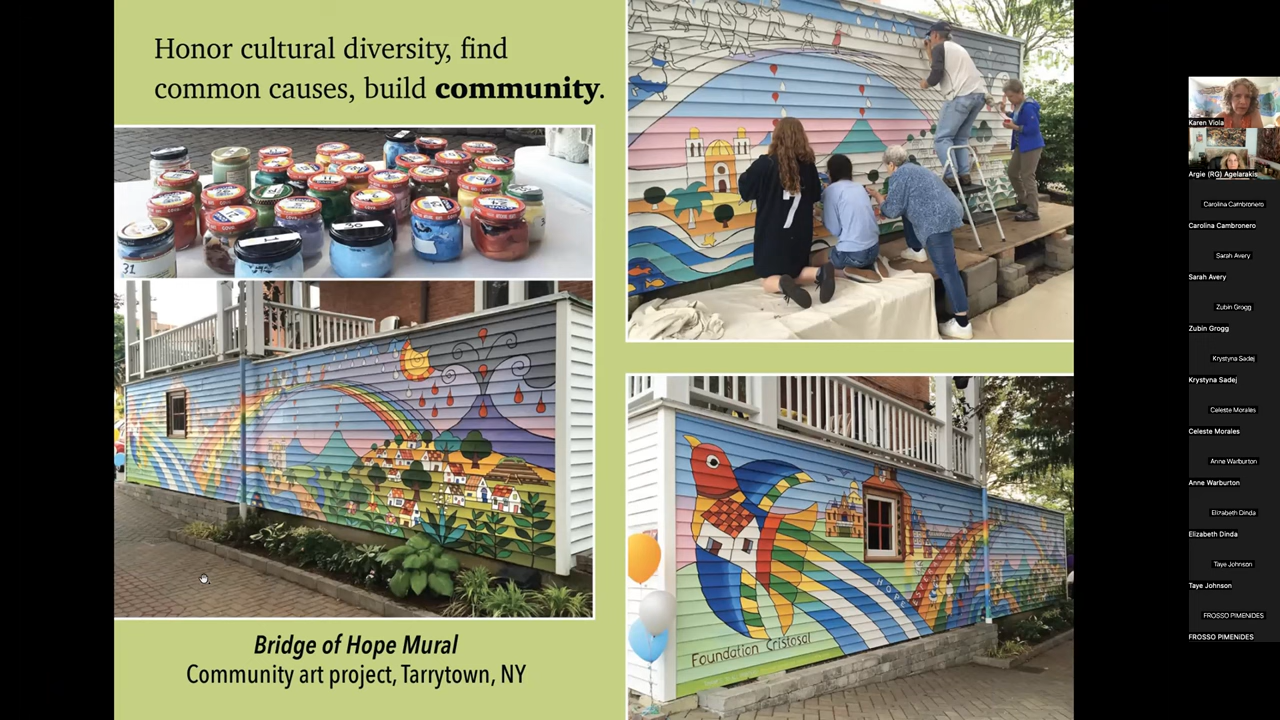 Honor cultural diversity, find
common causes, build community.
31
30
7
HOPE
Foundation Cristosal
Bridge of Hope Mural
Community art project, Tarrytown, NY
Karen Viola
Argie (RG) Agelarakis
Carolina Cambronero
Carolina Cambronero
Sarah Avery
Sarah Avery
Zubin Grogg
Zubin Grogg
Krystyna Sadej
Krystyna Sadej
Celeste Morales
Celeste Morales
Anne Warburton
Anne Warburton
Elizabeth Dinda
Elizabeth Dinda
Taye Johnson
Taye Johnson
FROSSO PIMENIDES
FROSSO PIMENIDES